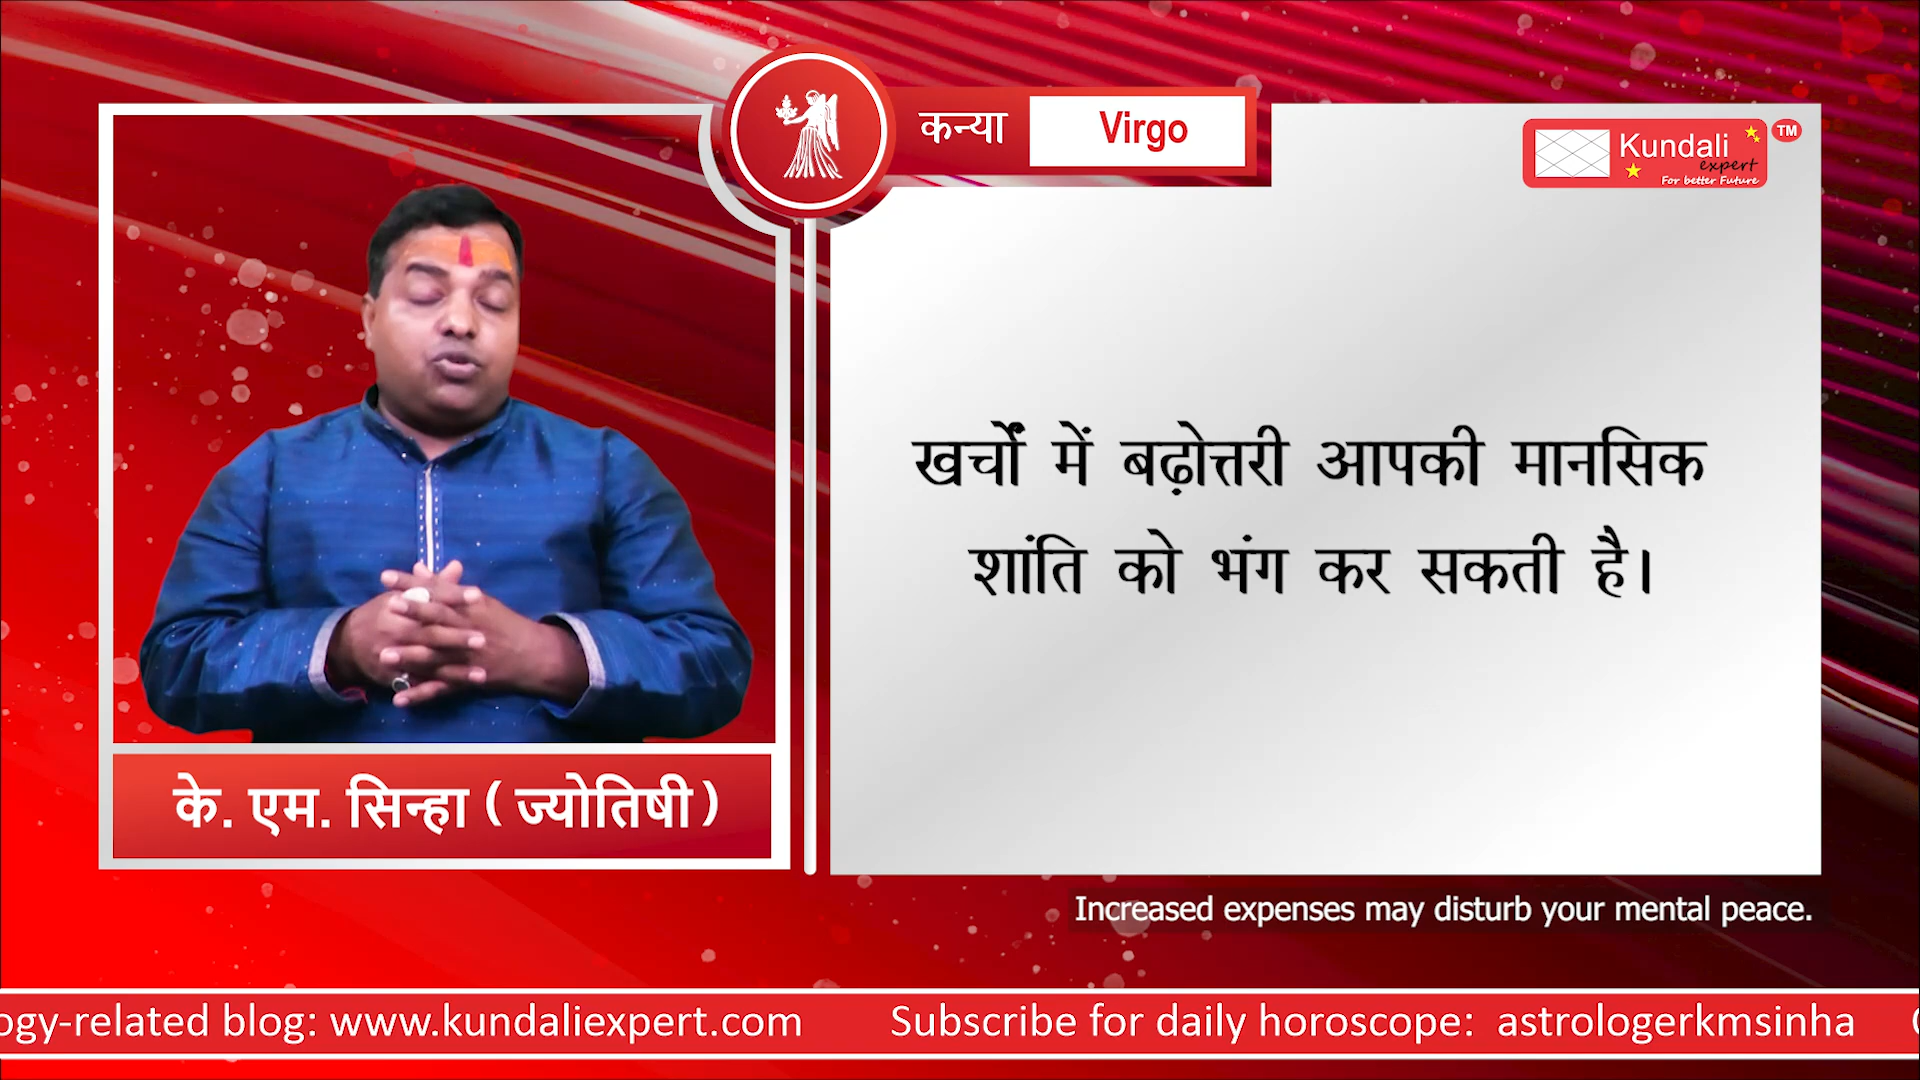 कन्या
Virgo
Kundali
expert
For better Future
TM
खर्चों में बढ़ोत्तरी आपकी मानसिक
शांति को भंग कर सकती है।
के. एम. सिन्हा ( ज्योतिषी )
Increased expenses may disturb your mental peace.
ogy-related blog: www.kundaliexpert.com Subscribe for daily horoscope: astrologerkmsinha